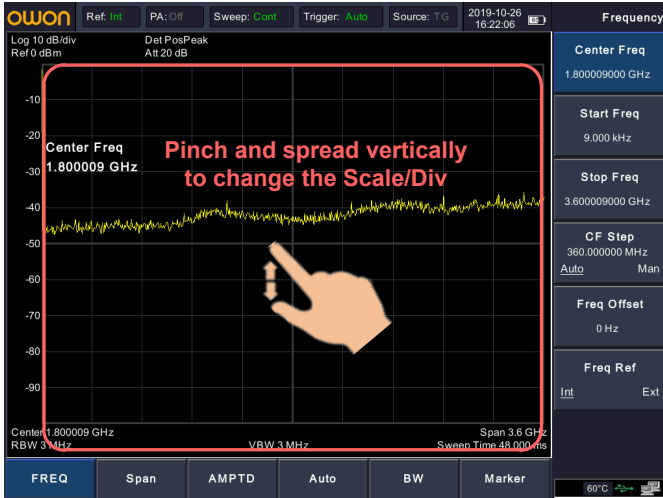 OWON
Ref: Int
PA: Off
Sweep: Cont
Trigger: Auto
Source: TG
2019-10-26
16:22:06
Frequency
Log 10 dB/div
Det PosPeak
Ref 0 dBm
Att 20 dB
Center Freq
1.800009 GHz
Pinch and spread vertically
to change the Scale/Div
-10
-20
-30
-40
-50
-60
-70
-80
-90
Center 1.800009 GHz
Span 3.6 GHz
RBW 3 MHz
VBW 3 MHz
Sweep Time 48.000 ms
Center Freq
1.800009000 GHz
Start Freq
9.000 kHz
Stop Freq
3.600009000 GHz
CF Step
360.000000 MHz
Auto Man
Freq Offset
0 Hz
Freq Ref
Int Ext
FREQ
Span
AMPTD
Auto
BW
Marker
60°C